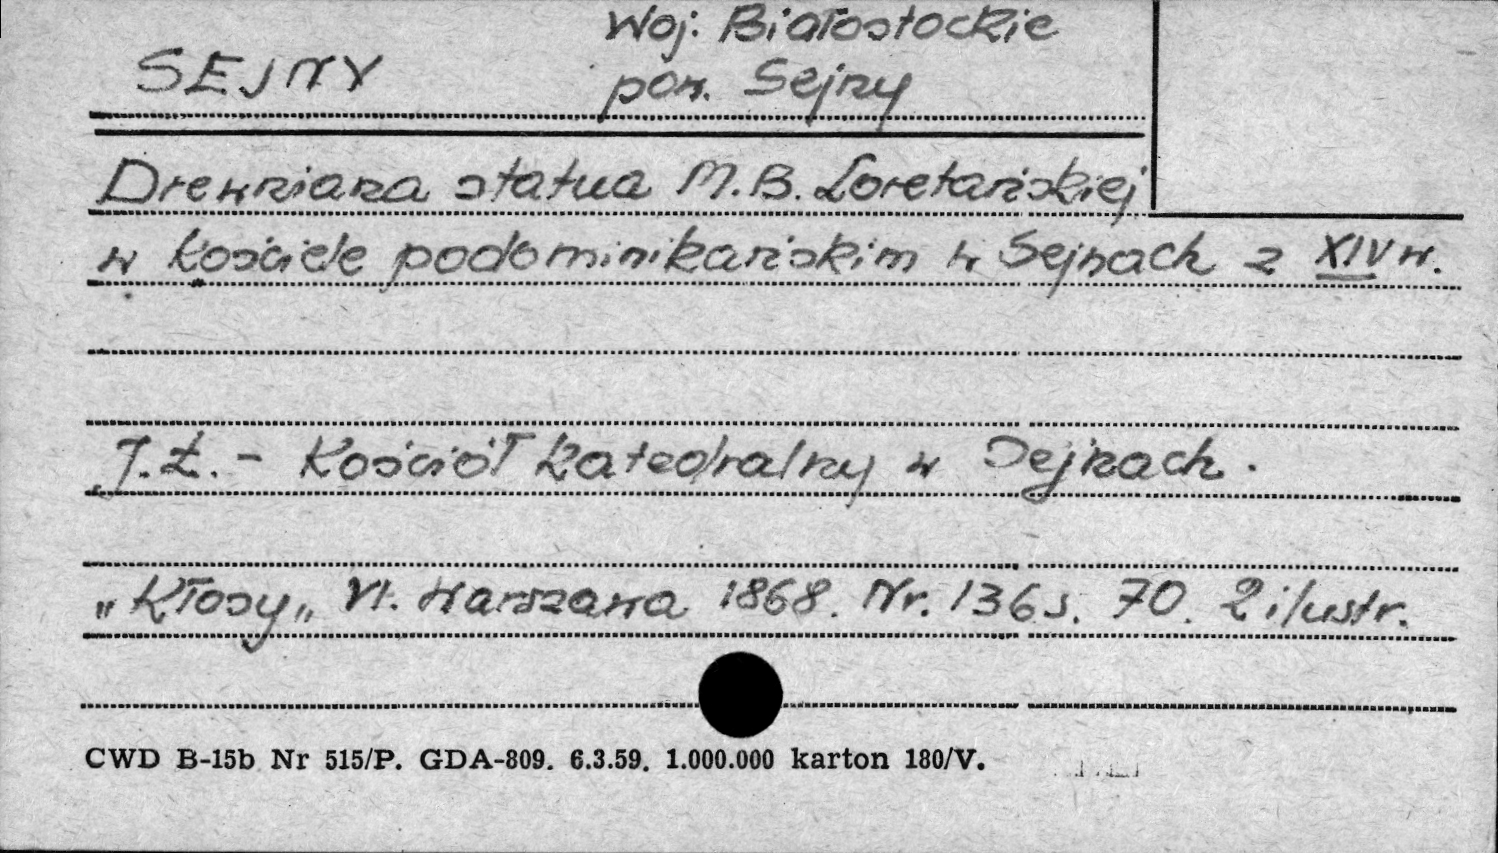 Woj. Białostockie
SEJNY pow. Sejny
Drewniana statua M.B. Loretańskiej
w kościele podominikańskim w Sejnach z XIV w.
J.Ł. - Kościół katedralny w Sejnach.
„Kłosy„ VI. Warszawa 1868. Nr. 136 s. 70. 2 ilustr.
CWD B-15b Nr 515/P. GDA-809. 6.3.59. 1.000.000 karton 180/V.